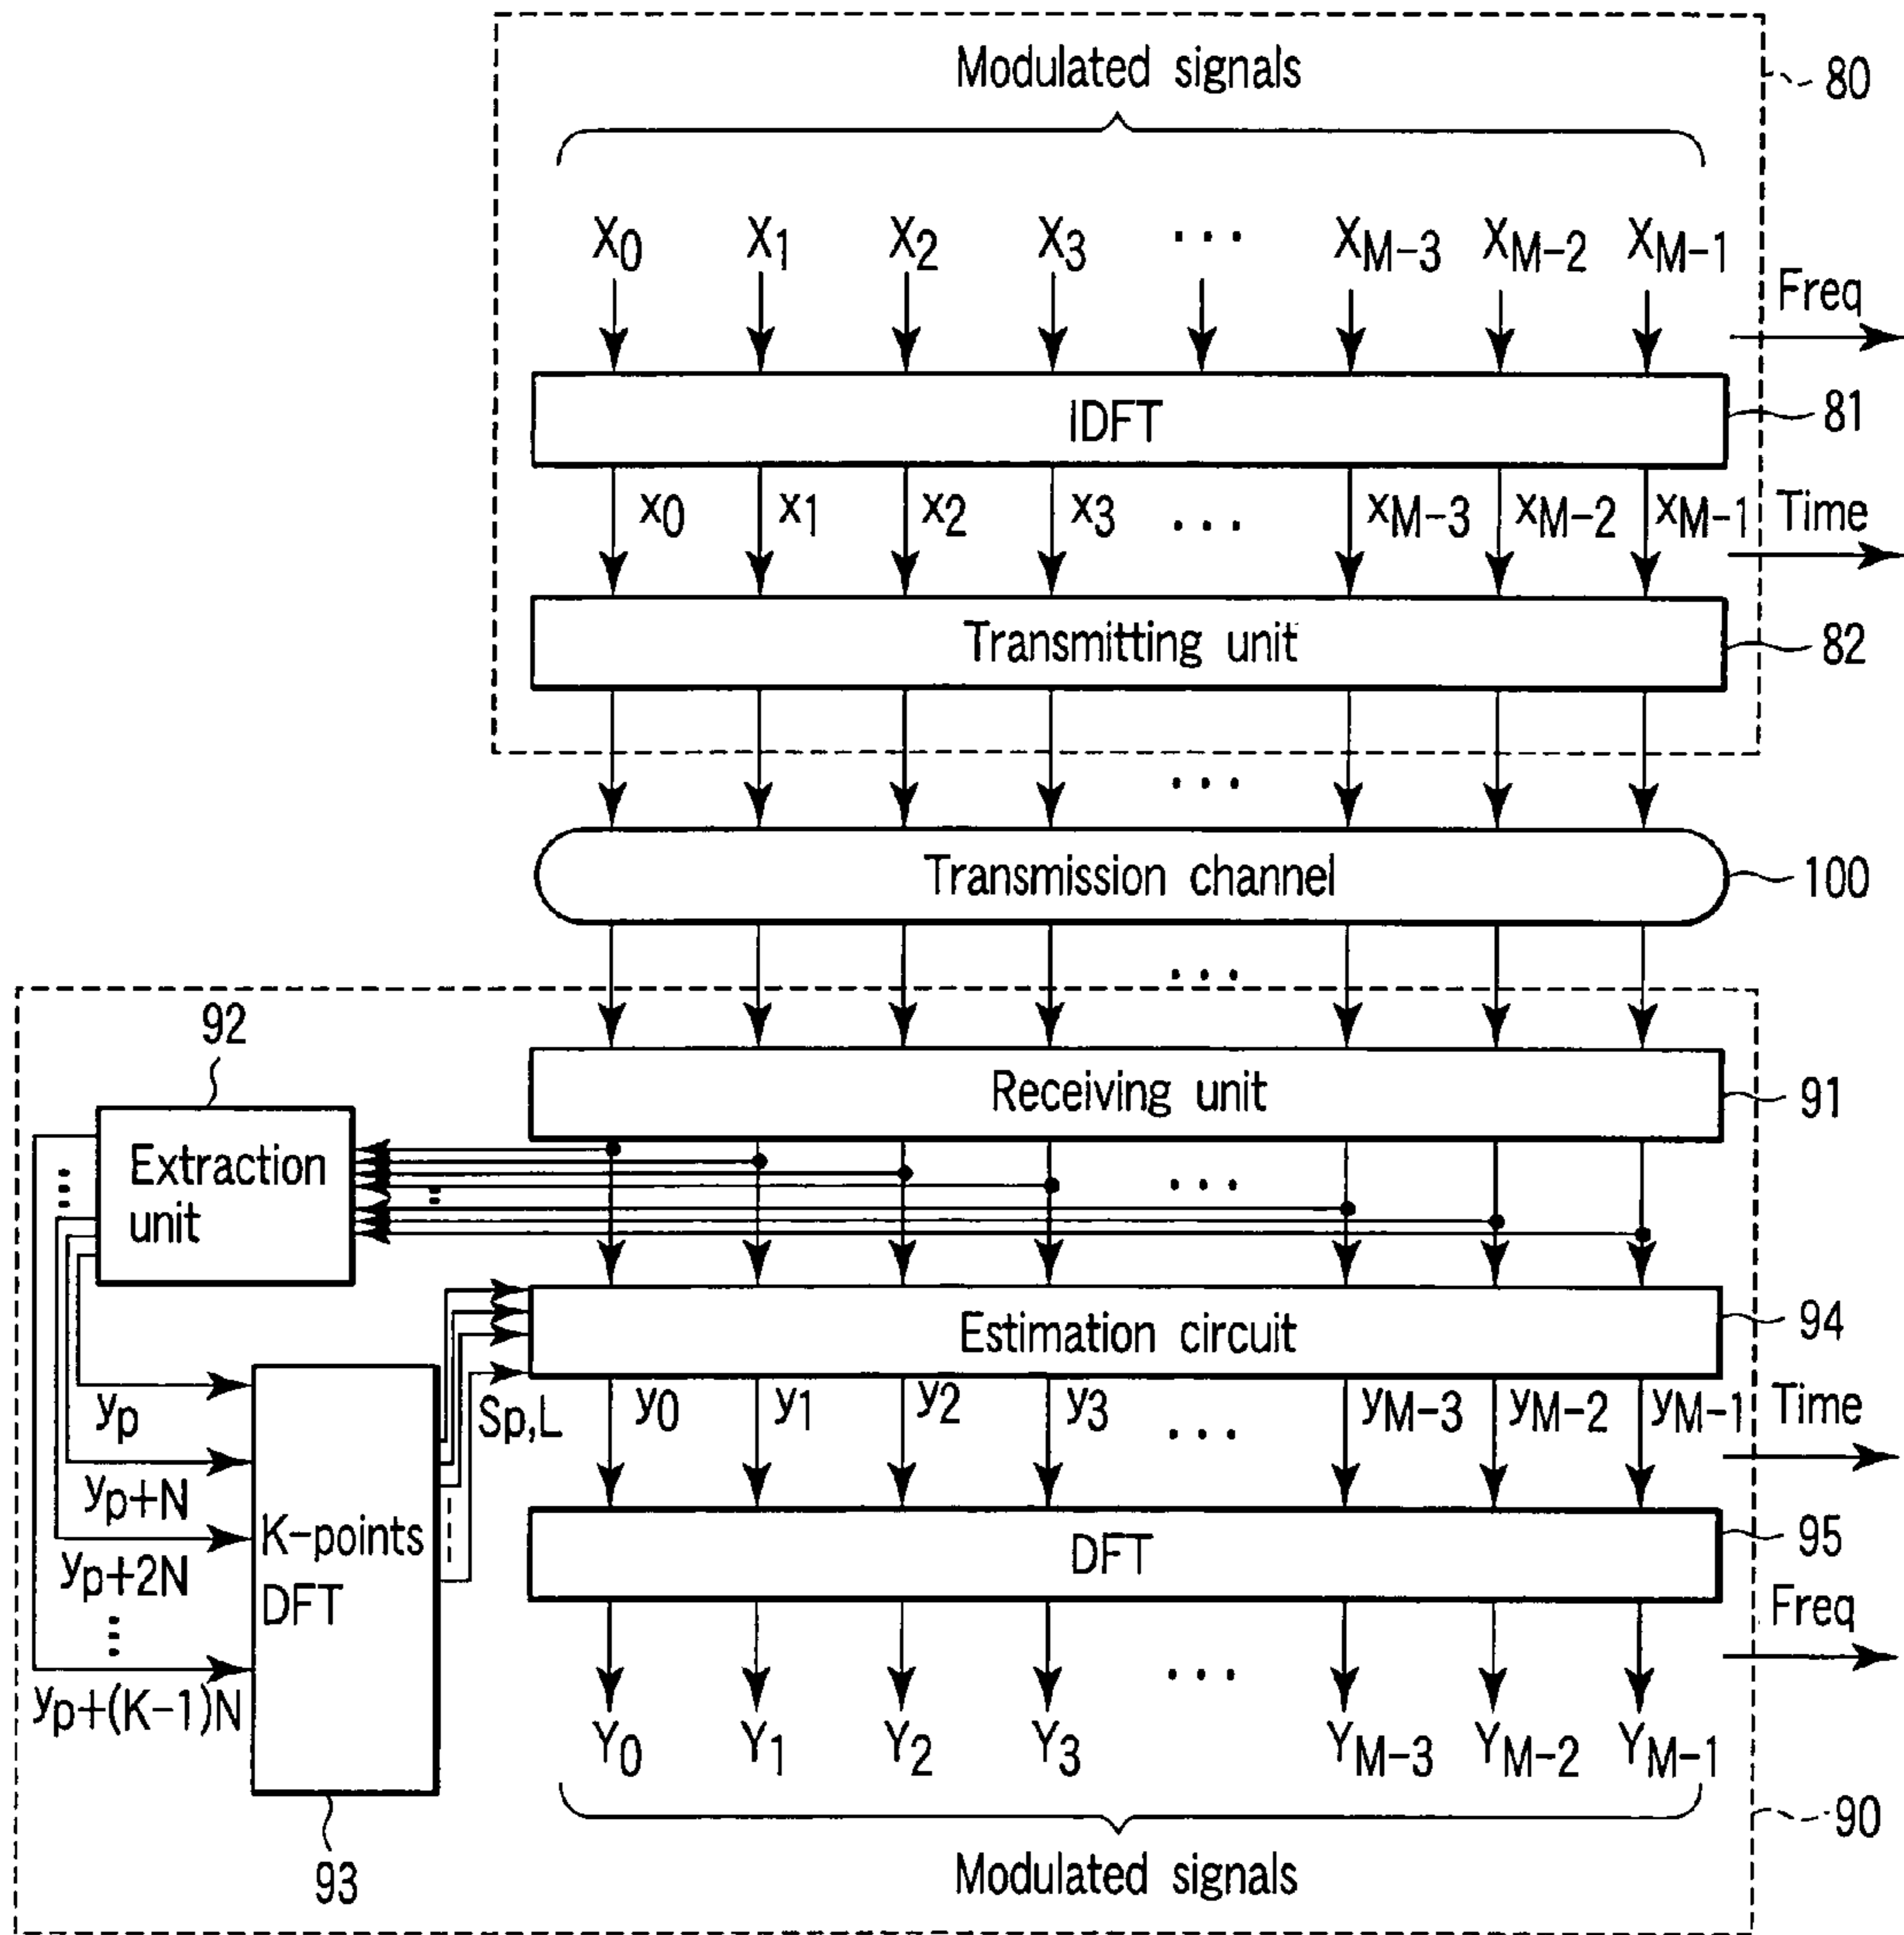 Modulated signals
80
X0 X1 X2 X3 ... XM-3 XM-2 XM-1
Freq
IDFT
81
x0 x1 x2 x3 ... xM-3 xM-2 xM-1
Time
Transmitting unit
82
...
Transmission channel
100
...
92
Receiving unit
91
Extraction
unit
...
Estimation circuit
94
Sp,L
y0 y1 y2 y3 ... yM-3 yM-2 yM-1
Time
yp
yp+N
yp+2N
yp+(K-1)N
K-points
DFT
DFT
95
Freq
Y0 Y1 Y2 Y3 ... YM-3 YM-2 YM-1
93
Modulated signals
90